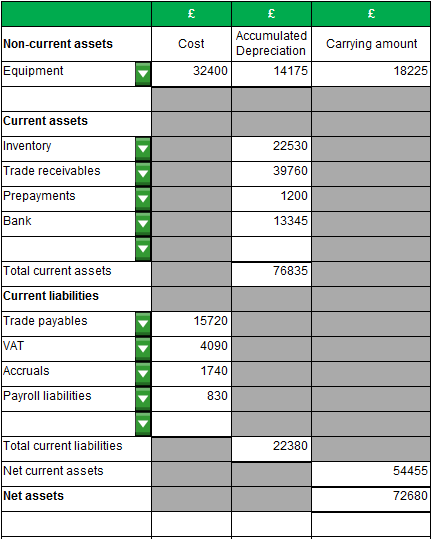 £ £ £
Non-current assets Cost Accumulated Depreciation Carrying amount
Equipment 32400 14175 18225
Current assets
Inventory 22530
Trade receivables 39760
Prepayments 1200
Bank 13345
Total current assets 76835
Current liabilities
Trade payables 15720
VAT 4090
Accruals 1740
Payroll liabilities 830
Total current liabilities 22380
Net current assets 54455
Net assets 72680